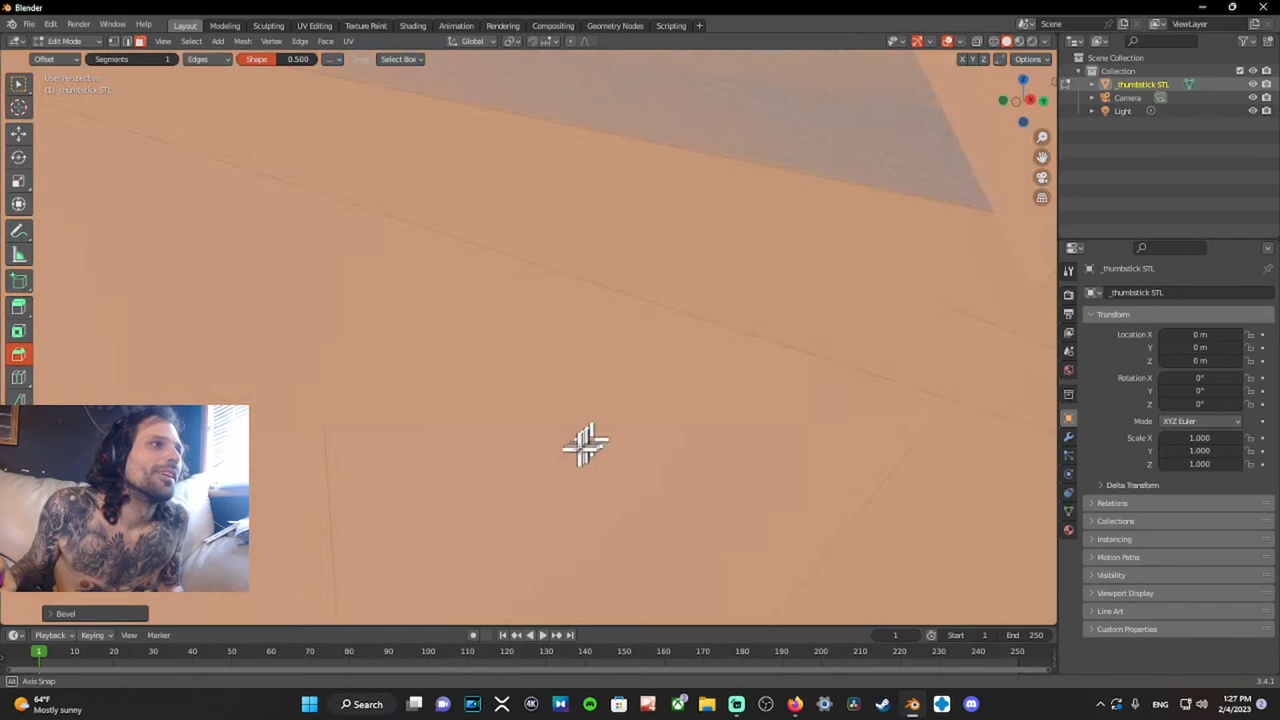 Blender
File Edit Render Window Help Layout Modeling Sculpting UV Editing Texture Paint Shading Animation Rendering Compositing Geometry Nodes Scripting + Scene ViewLayer
Edit Mode View Select Add Mesh Vertex Edge Face UV Global
Offset Segments 1 Edges Shape 0.500 ... Select Box X Y Z Options
User Perspective
(1) _thumbstick STL
Scene Collection
Collection
_thumbstick STL
Camera
Light
_thumbstick STL
_thumbstick STL
Transform
Location X 0 m
Y 0 m
Z 0 m
Rotation X 0°
Y 0°
Z 0°
Mode XYZ Euler
Scale X 1.000
Y 1.000
Z 1.000
Delta Transform
Relations
Collections
Instancing
Motion Paths
Visibility
Viewport Display
Line Art
Custom Properties
Bevel
Playback Keying View Marker 1 Start 1 End 250
1 10 20 30 40 50 60 70 80 90 100 110 120 130 140 150 160 170 180 190 200 210 220 230 240 250
Alt Axis Snap 3.4.1
64°F
Mostly sunny
Search
ENG
1:27 PM
2/4/2023